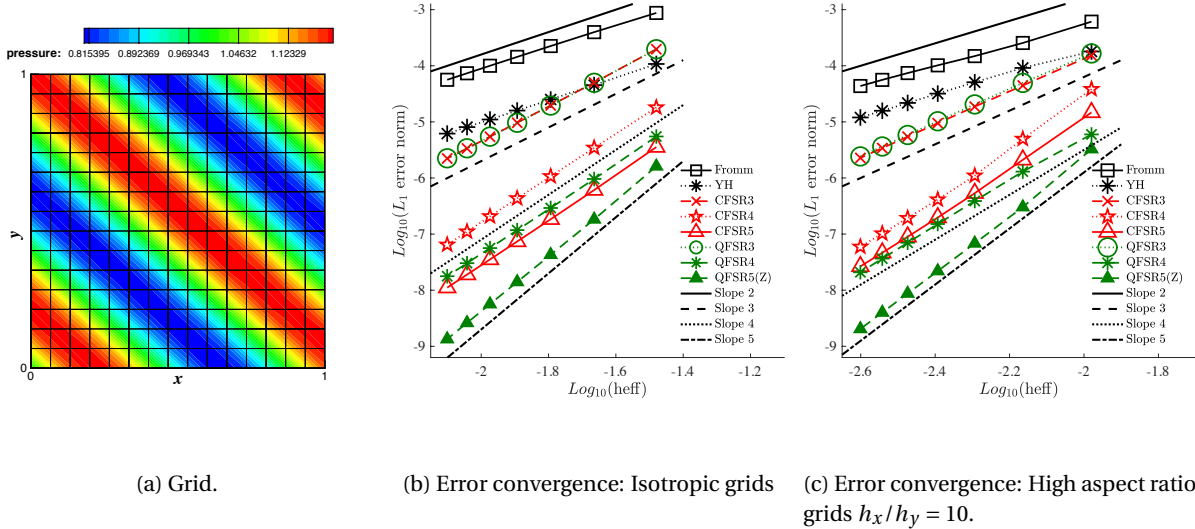 pressure: 0.815395 0.892369 0.969343 1.04632 1.12329
1
y
0
0
x
1
-3
-4
-5
-6
-7
-8
-9
Log10(L1 error norm)
-2
-1.8
-1.6
-1.4
-1.2
Log10(heff)
Fromm
YH
CFSR3
CFSR4
CFSR5
QFSR3
QFSR4
QFSR5(Z)
Slope 2
Slope 3
Slope 4
Slope 5
-3
-4
-5
-6
-7
-8
-9
Log10(L1 error norm)
-2.6
-2.4
-2.2
-2
-1.8
Log10(heff)
Fromm
YH
CFSR3
CFSR4
CFSR5
QFSR3
QFSR4
QFSR5(Z)
Slope 2
Slope 3
Slope 4
Slope 5
(a) Grid.
(b) Error convergence: Isotropic grids
(c) Error convergence: High aspect ratio
grids hx/hy = 10.